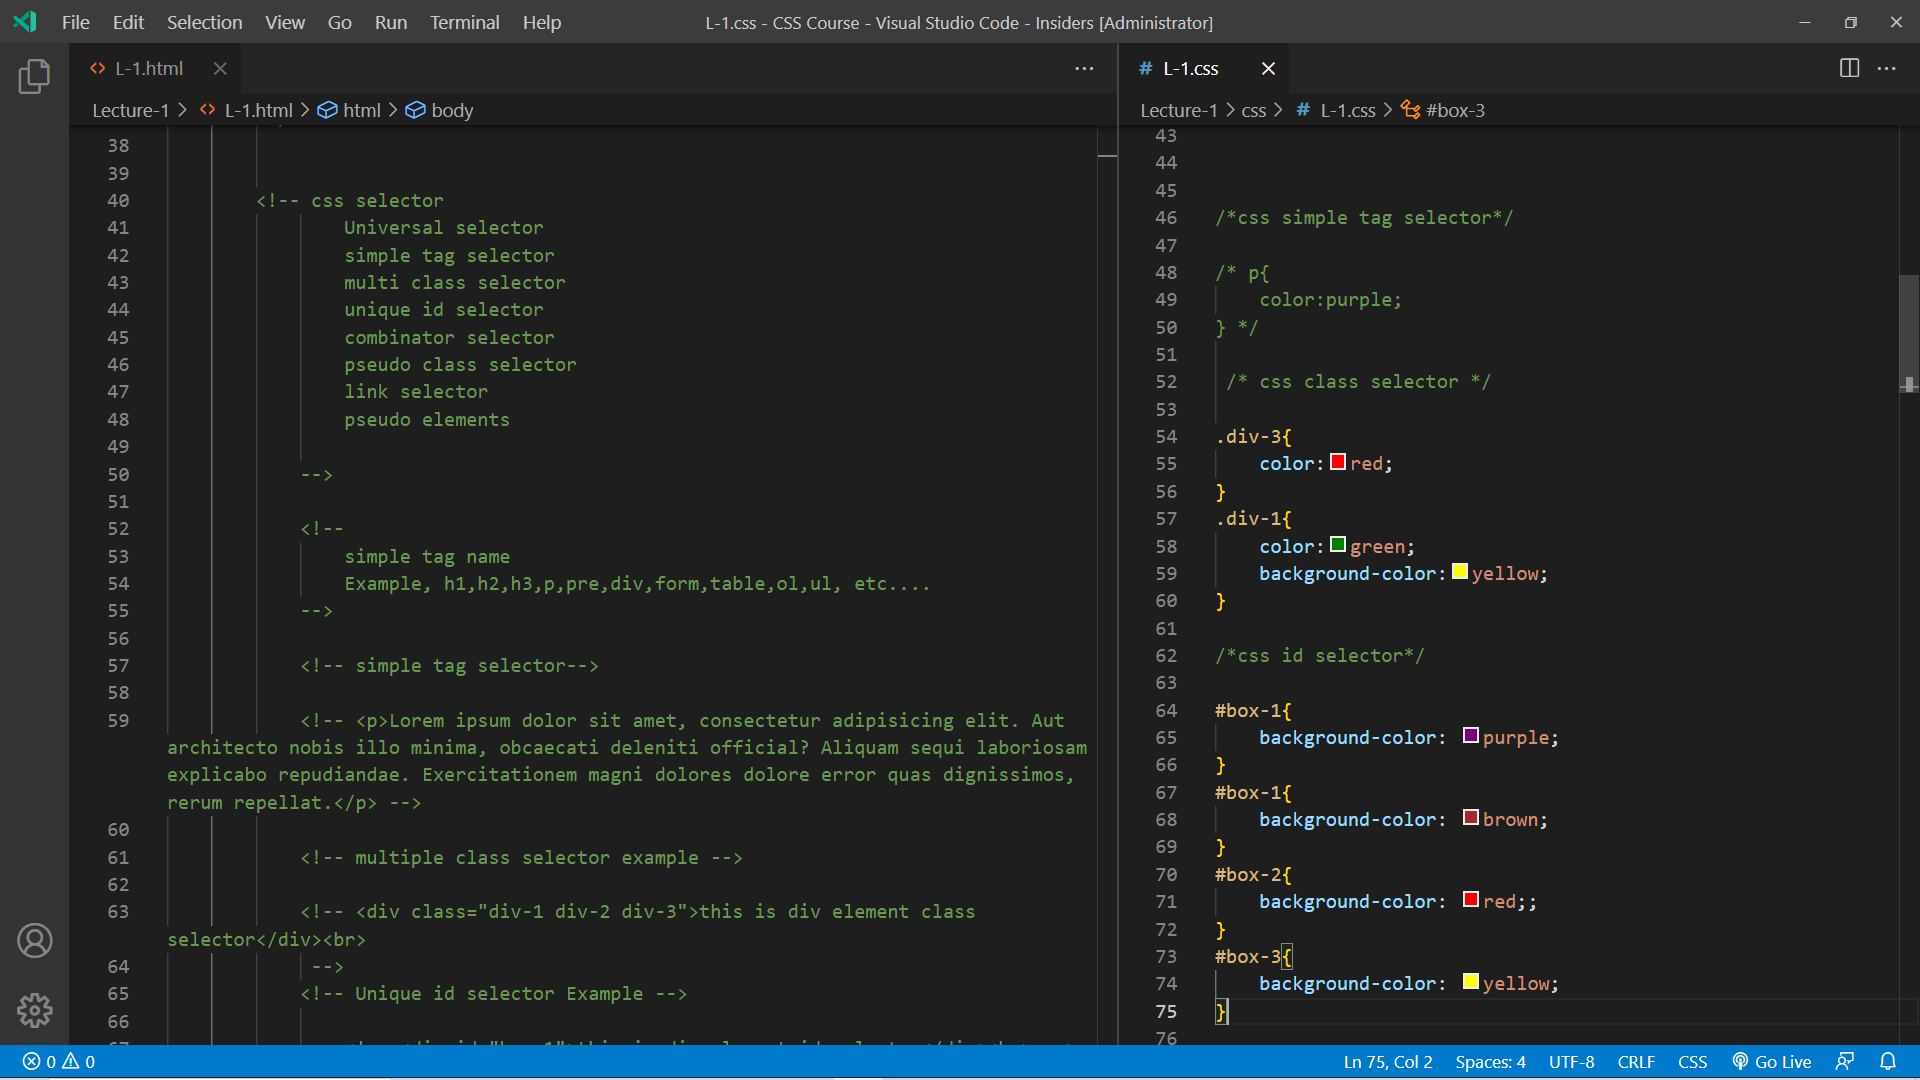 File Edit Selection View Go Run Terminal Help
L-1.css - CSS Course - Visual Studio Code - Insiders [Administrator]
L-1.html
Lecture-1 > L-1.html > html > body
38
39
40 <!-- css selector
41 Universal selector
42 simple tag selector
43 multi class selector
44 unique id selector
45 combinator selector
46 pseudo class selector
47 link selector
48 pseudo elements
49
50 -->
51
52 <!--
53 simple tag name
54 Example, h1,h2,h3,p,pre,div,form,table,ol,ul, etc....
55 -->
56
57 <!-- simple tag selector-->
58
59 <!-- <p>Lorem ipsum dolor sit amet, consectetur adipisicing elit. Aut
architecto nobis illo minima, obcaecati deleniti official? Aliquam sequi laboriosam
explicabo repudiandae. Exercitationem magni dolores dolore error quas dignissimos,
rerum repellat.</p> -->
60
61 <!-- multiple class selector example -->
62
63 <!-- <div class="div-1 div-2 div-3">this is div element class
selector</div><br>
64 -->
65 <!-- Unique id selector Example -->
66
L-1.css
Lecture-1 > css > # L-1.css > #box-3
43
44
45
46 /*css simple tag selector*/
47
48 /* p{
49 color:purple;
50 } */
51
52 /* css class selector */
53
54 .div-3{
55 color:red;
56 }
57 .div-1{
58 color:green;
59 background-color:yellow;
60 }
61
62 /*css id selector*/
63
64 #box-1{
65 background-color: purple;
66 }
67 #box-1{
68 background-color: brown;
69 }
70 #box-2{
71 background-color: red;;
72 }
73 #box-3{
74 background-color: yellow;
75 }
76
0 0
Ln 75, Col 2 Spaces: 4 UTF-8 CRLF CSS Go Live